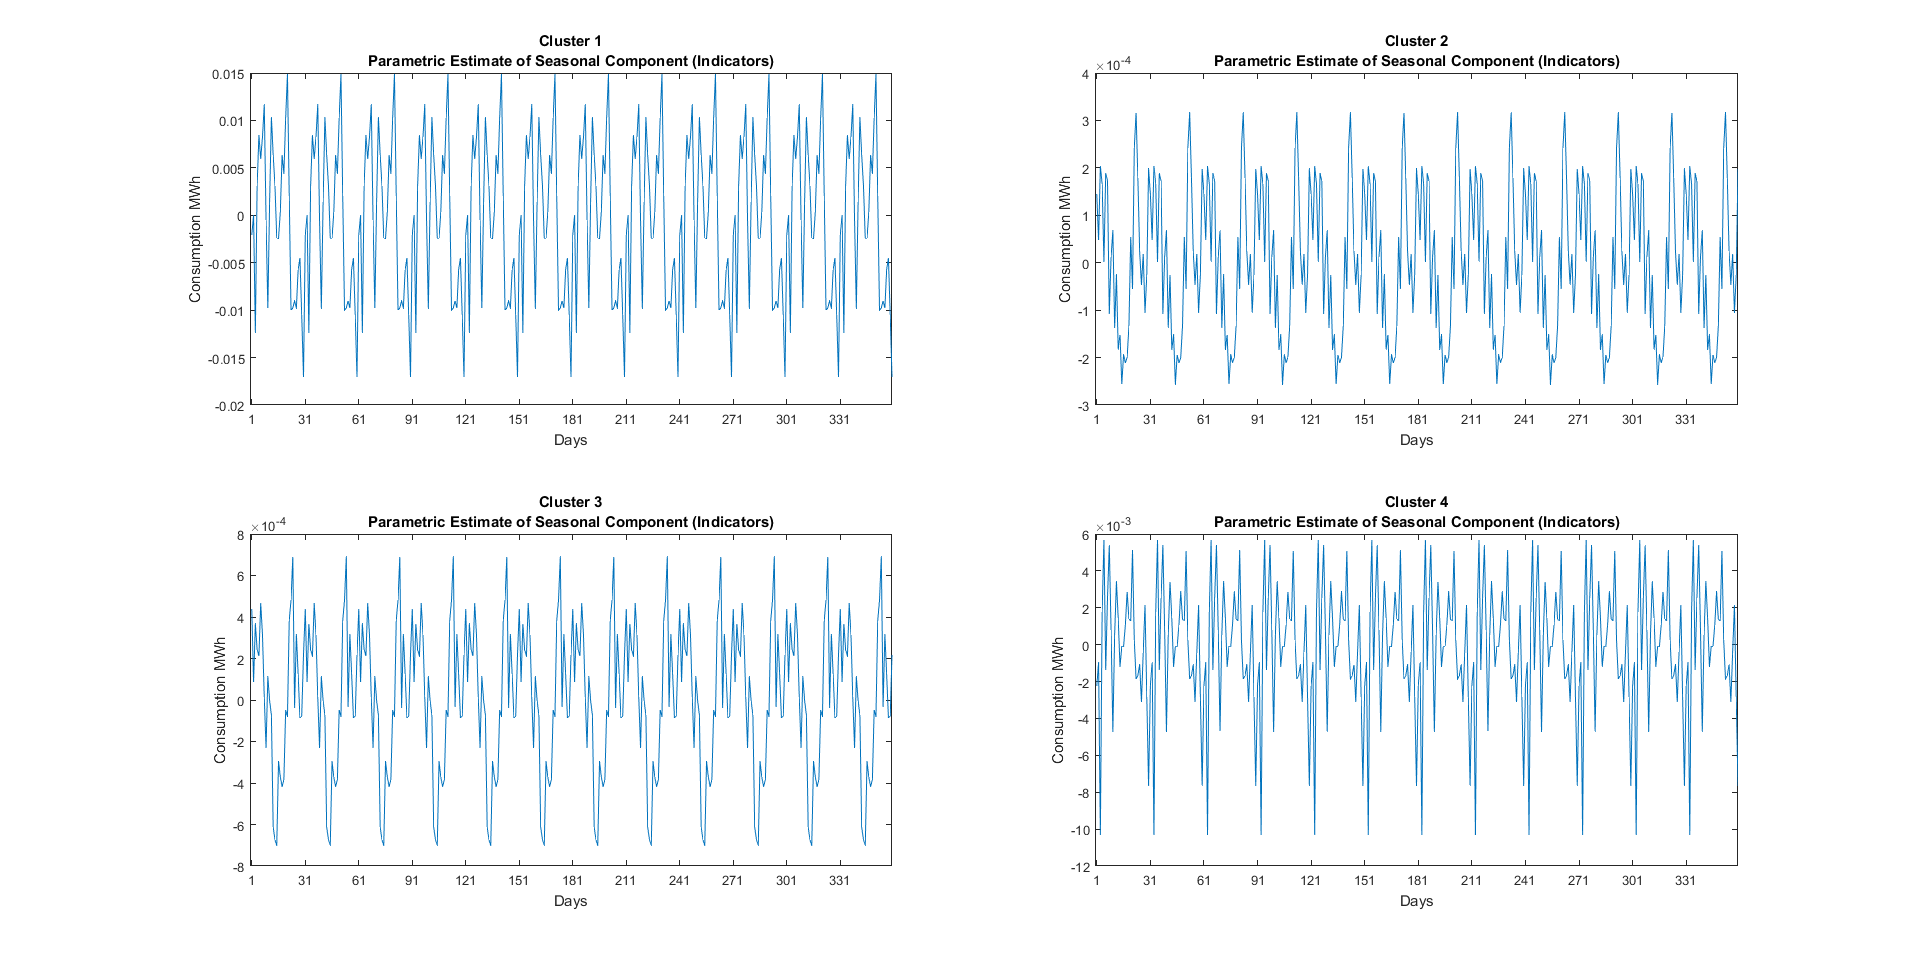 Cluster 1
Parametric Estimate of Seasonal Component (Indicators)
0.015
0.01
0.005
0
-0.005
-0.01
-0.015
-0.02
Consumption MWh
1 31 61 91 121 151 181 211 241 271 301 331
Days
Cluster 2
Parametric Estimate of Seasonal Component (Indicators)
×10-4
4
3
2
1
0
-1
-2
-3
Consumption MWh
1 31 61 91 121 151 181 211 241 271 301 331
Days
Cluster 3
Parametric Estimate of Seasonal Component (Indicators)
×10-4
8
6
4
2
0
-2
-4
-6
-8
Consumption MWh
1 31 61 91 121 151 181 211 241 271 301 331
Days
Cluster 4
Parametric Estimate of Seasonal Component (Indicators)
×10-3
6
4
2
0
-2
-4
-6
-8
-10
-12
Consumption MWh
1 31 61 91 121 151 181 211 241 271 301 331
Days